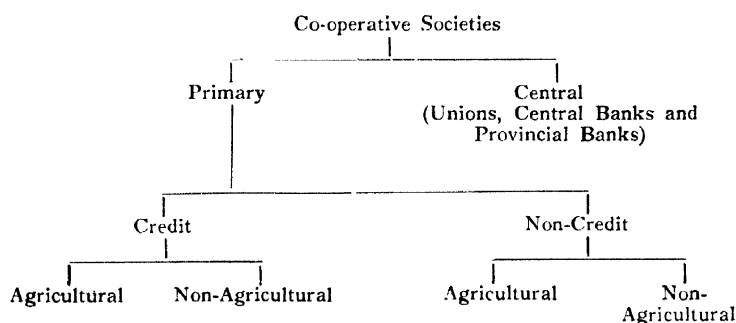 Co-operative Societies
Primary
Central
(Unions, Central Banks and
Provincial Banks)
Credit
Non-Credit
Agricultural
Non-Agricultural
Agricultural
Non-
Agricultural